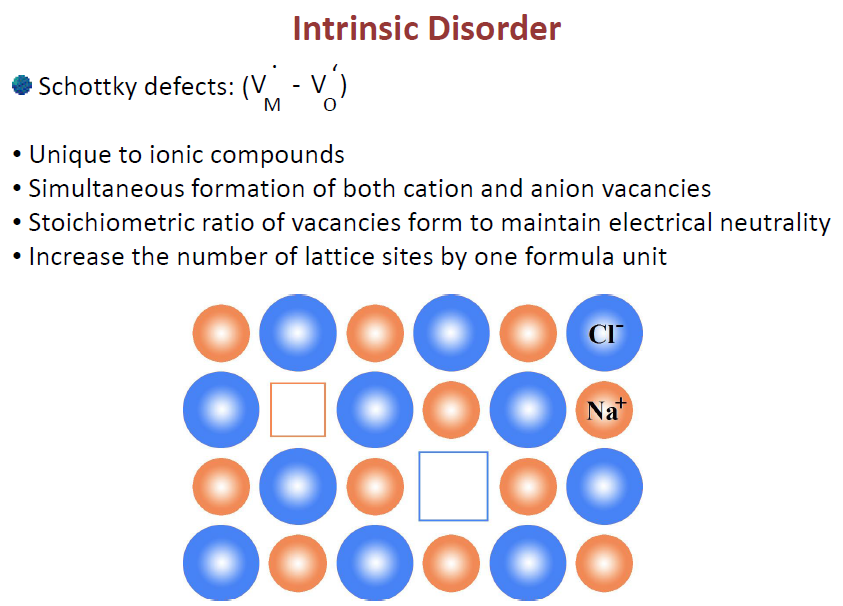 Intrinsic Disorder
Schottky defects: (V˙M - V‘O)
• Unique to ionic compounds
• Simultaneous formation of both cation and anion vacancies
• Stoichiometric ratio of vacancies form to maintain electrical neutrality
• Increase the number of lattice sites by one formula unit
Cl⁻
Na⁺